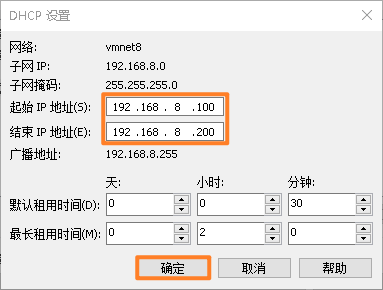 DHCP 设置
网络: vmnet8
子网 IP: 192.168.8.0
子网掩码: 255.255.255.0
起始 IP 地址(S): 192 .168 . 8 .100
结束 IP 地址(E): 192 .168 . 8 .200
广播地址: 192.168.8.255
天: 小时: 分钟:
默认租用时间(D): 0 0 30
最长租用时间(M): 0 2 0
确定 取消 帮助